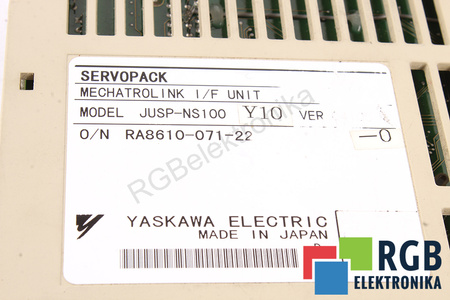 SERVOPACK
MECHATROLINK I/F UNIT
MODEL JUSP-NS100 Y10 VER
O/N RA8610-071-22 -0
RGBelektronika
YASKAWA ELECTRIC
MADE IN JAPAN
RGB
ELEKTRONIKA